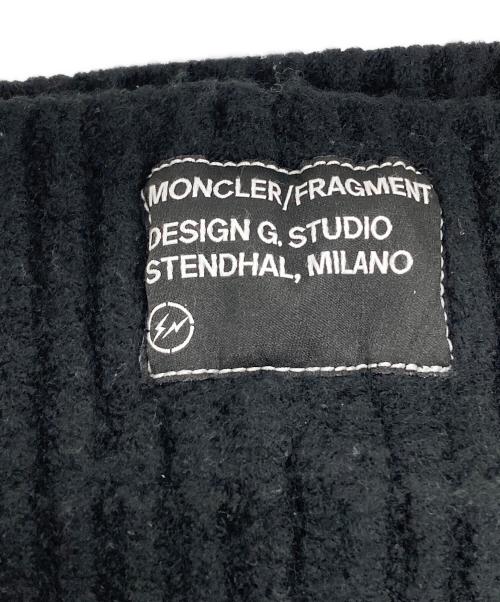 MONCLER/FRAGMENT
DESIGN G. STUDIO
STENDHAL, MILANO